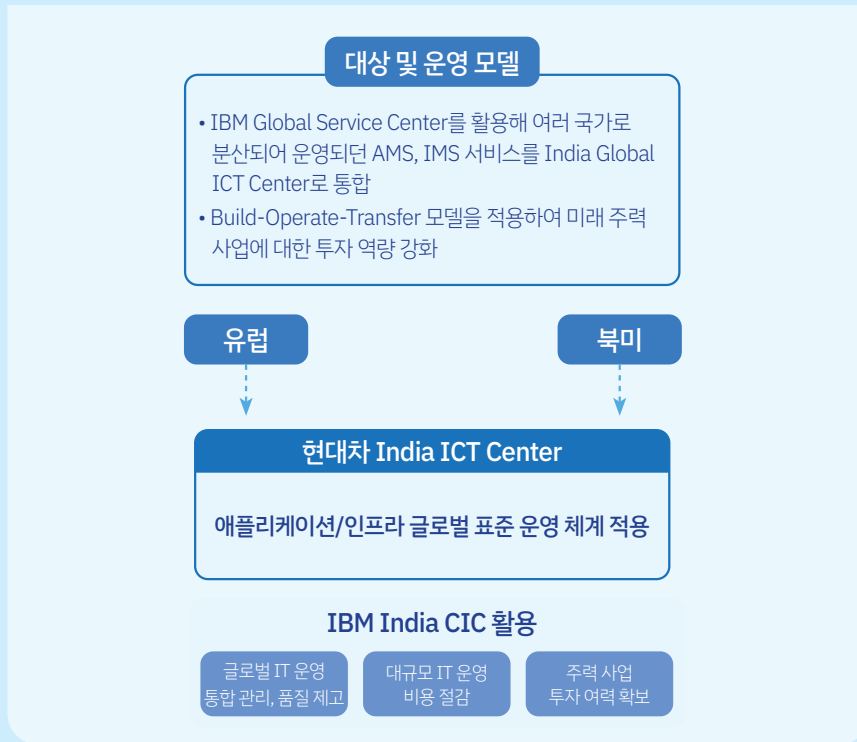 대상 및 운영 모델
• IBM Global Service Center를 활용해 여러 국가로
분산되어 운영되던 AMS, IMS 서비스를 India Global
ICT Center로 통합
• Build-Operate-Transfer 모델을 적용하여 미래 주력
사업에 대한 투자 역량 강화
유럽
북미
현대차 India ICT Center
애플리케이션/인프라 글로벌 표준 운영 체계 적용
IBM India CIC 활용
글로벌 IT 운영
통합 관리, 품질 제고
대규모 IT 운영
비용 절감
주력 사업
투자 여력 확보